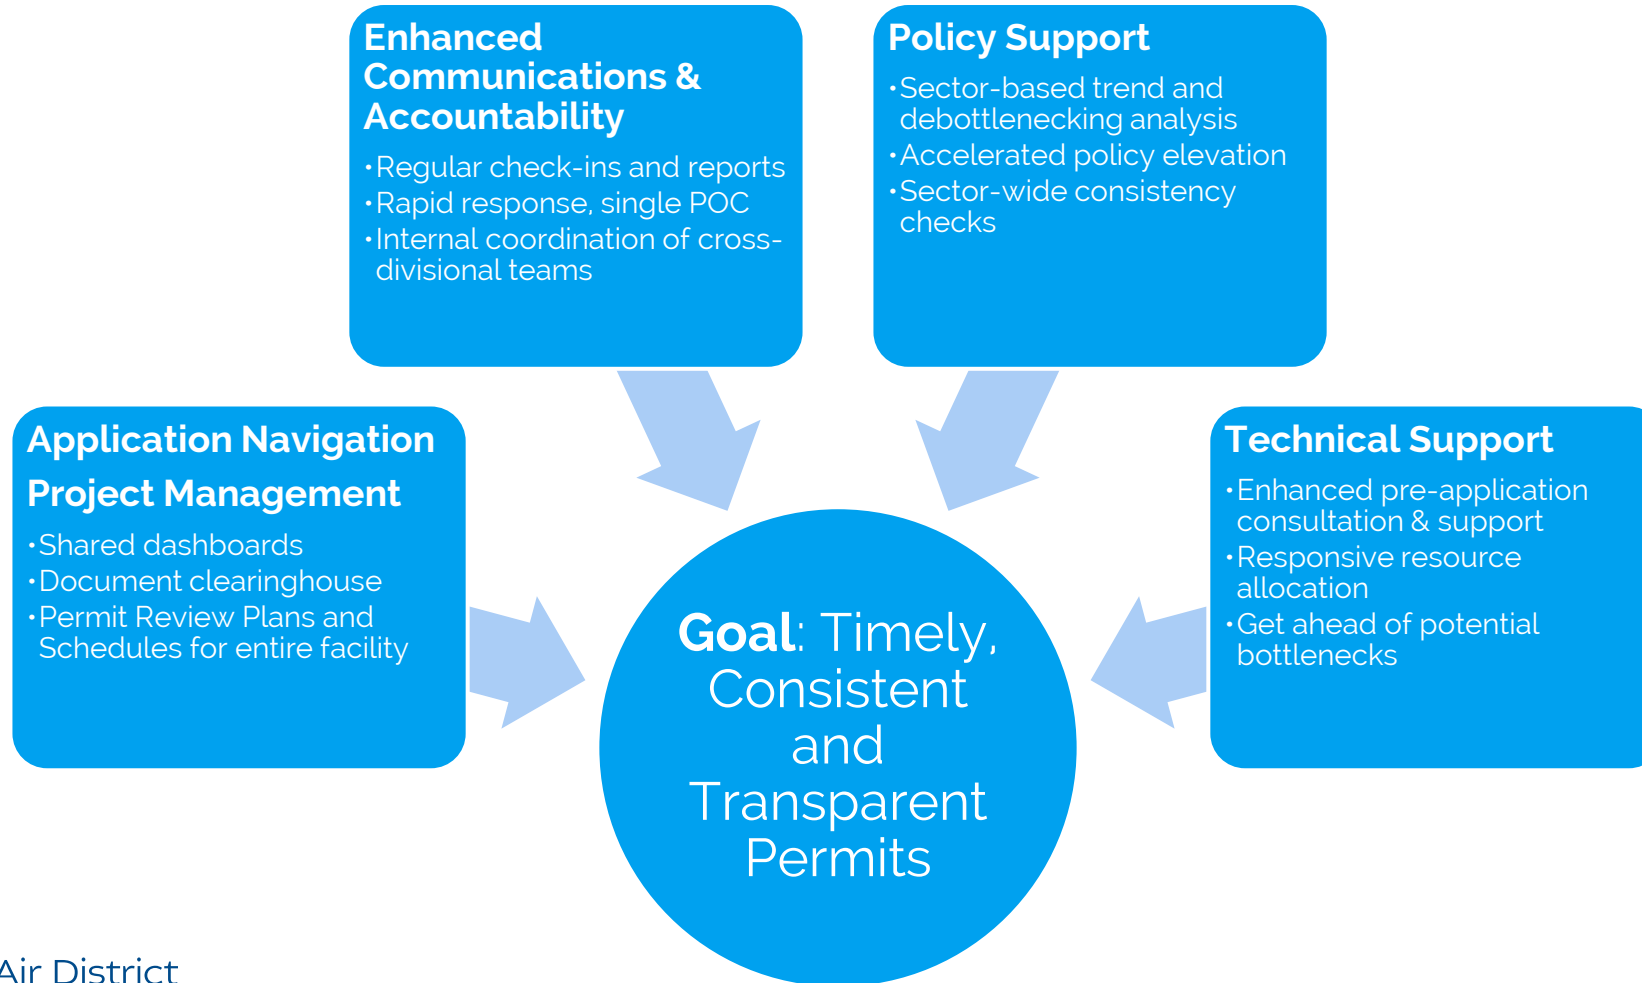 Enhanced
Communications &
Accountability
•Regular check-ins and reports
•Rapid response, single POC
•Internal coordination of cross-
divisional teams
Policy Support
•Sector-based trend and
debottlenecking analysis
•Accelerated policy elevation
•Sector-wide consistency
checks
Application Navigation
Project Management
•Shared dashboards
•Document clearinghouse
•Permit Review Plans and
Schedules for entire facility
Technical Support
•Enhanced pre-application
consultation & support
•Responsive resource
allocation
•Get ahead of potential
bottlenecks
Goal: Timely,
Consistent
and
Transparent
Permits
Air District